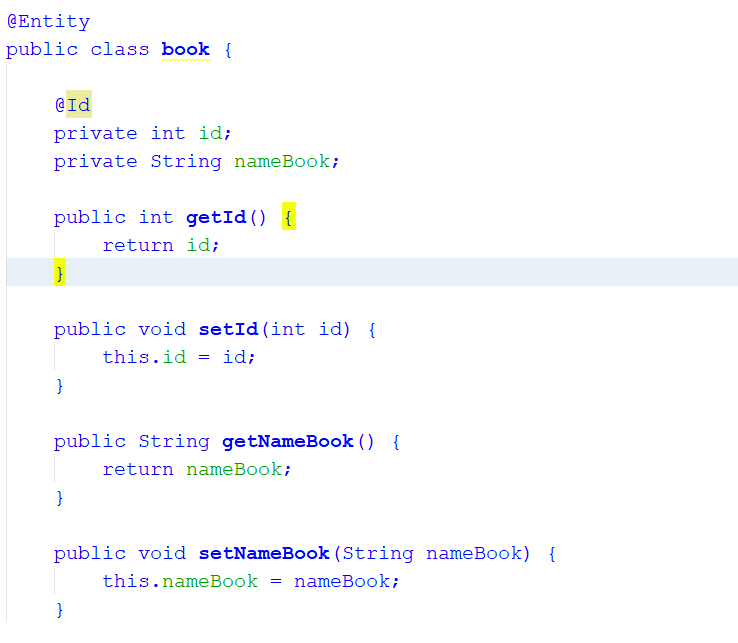 @Entity
public class book {
@Id
private int id;
private String nameBook;
public int getId() {
return id;
}
public void setId(int id) {
this.id = id;
}
public String getNameBook() {
return nameBook;
}
public void setNameBook(String nameBook) {
this.nameBook = nameBook;
}